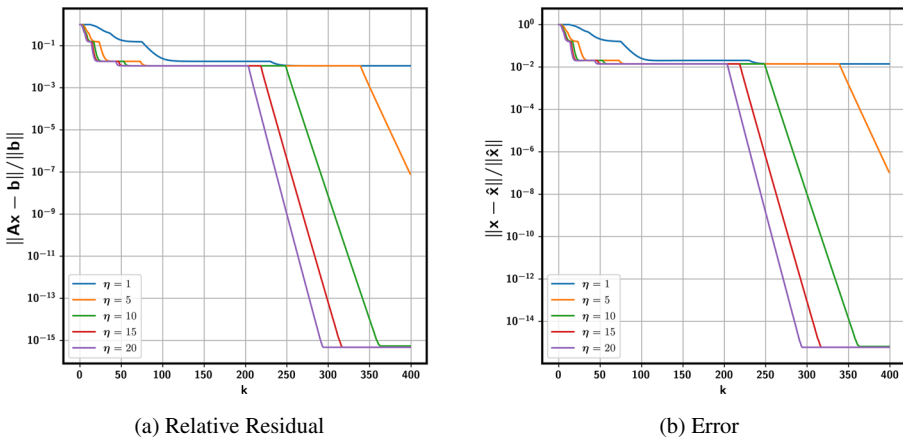 ||Ax − b||/||b||
10⁻¹
10⁻³
10⁻⁵
10⁻⁷
10⁻⁹
10⁻¹¹
10⁻¹³
10⁻¹⁵
η = 1
η = 5
η = 10
η = 15
η = 20
0 50 100 150 200 250 300 350 400
k
(a) Relative Residual
||x − x̂||/||x̂||
10⁰
10⁻²
10⁻⁴
10⁻⁶
10⁻⁸
10⁻¹⁰
10⁻¹²
10⁻¹⁴
η = 1
η = 5
η = 10
η = 15
η = 20
0 50 100 150 200 250 300 350 400
k
(b) Error